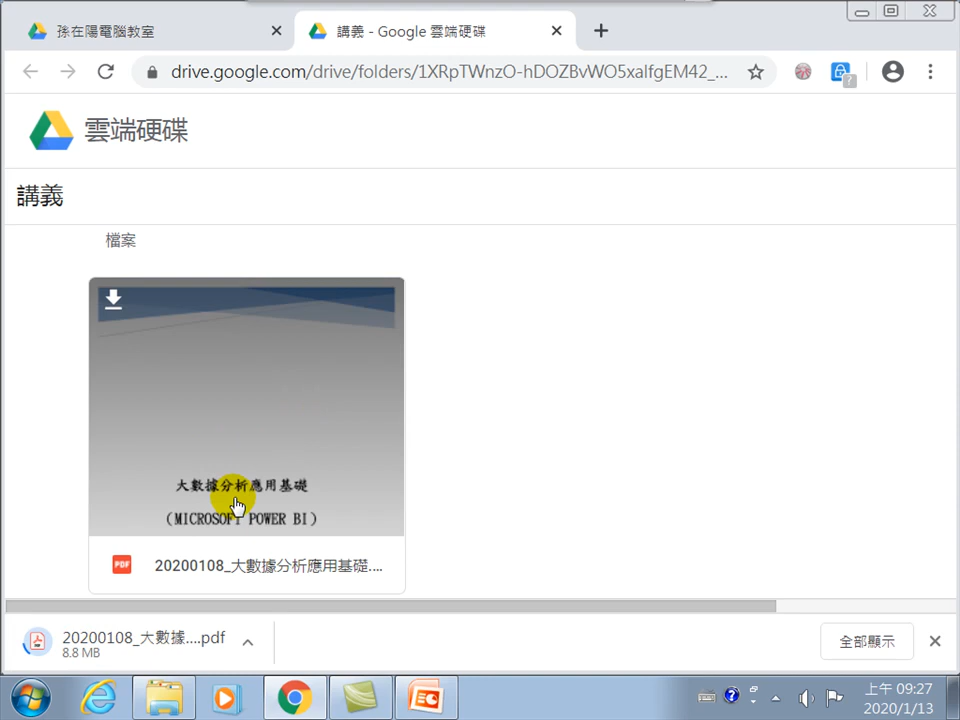 孫在陽電腦教室
講義 - Google 雲端硬碟
drive.google.com/drive/folders/1XRpTWnzO-hDOZBvWO5xalfgEM42_...
雲端硬碟
講義
檔案
大數據分析應用基礎
(MICROSOFT POWER BI)
PDF
20200108_大數據分析應用基礎....
20200108_大數據....pdf
8.8 MB
全部顯示
上午 09:27
2020/1/13